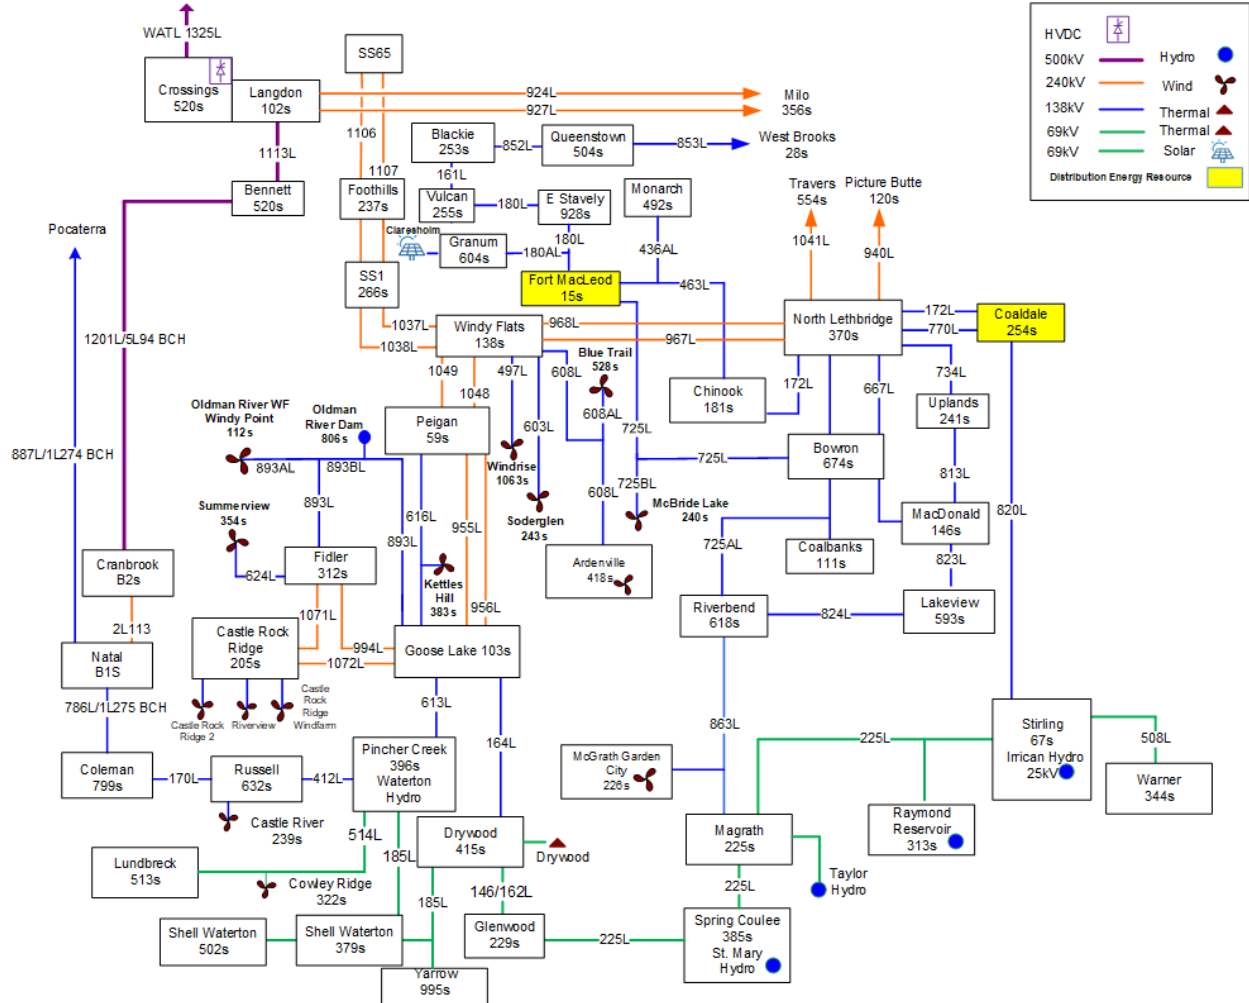 WATL 1325L
SS65
HVDC
500kV
Hydro
240kV
Wind
138kV
Thermal
69kV
Thermal
69kV
Solar
Distribution Energy Resource
Crossings
520s
Langdon
102s
924L
927L
Milo
356s
1106
1107
1113L
Bennett
520s
Foothills
237s
Blackie
253s
852L
Queenstown
504s
853L
West Brooks
28s
161L
Vulcan
255s
180L
E Stavely
928s
Monarch
492s
Travers
554s
Picture Butte
120s
Pocaterra
Claresholm
Granum
604s
180AL
180L
436AL
1041L
940L
SS1
266s
Fort MacLeod
15s
463L
1201L/5L94 BCH
1037L
1038L
Windy Flats
138s
968L
967L
North Lethbridge
370s
172L
770L
Coaldale
254s
1049
1048
497L
608L
Blue Trail
528s
608AL
Chinook
181s
172L
667L
734L
Uplands
241s
Oldman River WF
Windy Point
112s
Oldman
River Dam
806s
Peigan
59s
603L
725L
725L
Bowron
674s
887L/1L274 BCH
893AL
893BL
Windrise
1063s
725BL
813L
Summerview
354s
893L
893L
616L
955L
Soderglen
243s
608L
McBride Lake
240s
MacDonald
146s
820L
Fidler
312s
624L
Kettles
Hill
383s
956L
Ardenville
418s
725AL
Coalbanks
111s
823L
Cranbrook
B2s
1071L
994L
Riverbend
618s
824L
Lakeview
593s
2L113
Castle Rock
Ridge
205s
1072L
Goose Lake 103s
Natal
B1S
786L/1L275 BCH
Castle Rock
Ridge 2
Riverview
Castle
Rock
Ridge
Windfarm
613L
164L
863L
Stirling
67s
Irrican Hydro
25kV
508L
Warner
344s
Coleman
799s
170L
Russell
632s
412L
Pincher Creek
396s
Waterton
Hydro
McGrath Garden
City
226s
225L
Castle River
239s
514L
185L
Drywood
415s
Drywood
Magrath
225s
Raymond
Reservoir
313s
Lundbreck
513s
Cowley Ridge
322s
185L
146/162L
225L
Taylor
Hydro
Shell Waterton
502s
Shell Waterton
379s
Glenwood
229s
225L
Spring Coulee
385s
St. Mary
Hydro
Yarrow
995s